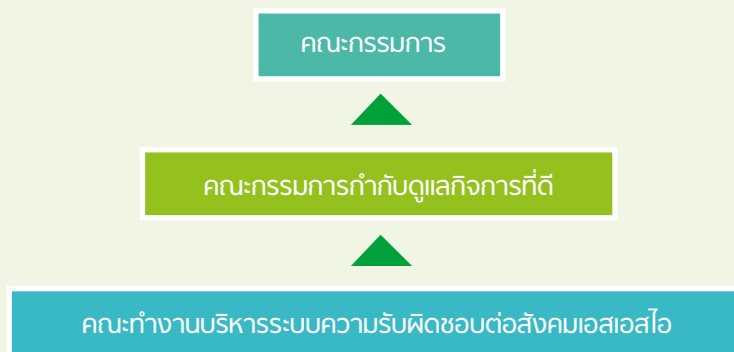 คณะกรรมการ
คณะกรรมการกำกับดูแลกิจการที่ดี
คณะทำงานบริหารระบบความรับผิดชอบต่อสังคมเอสเอสไอ